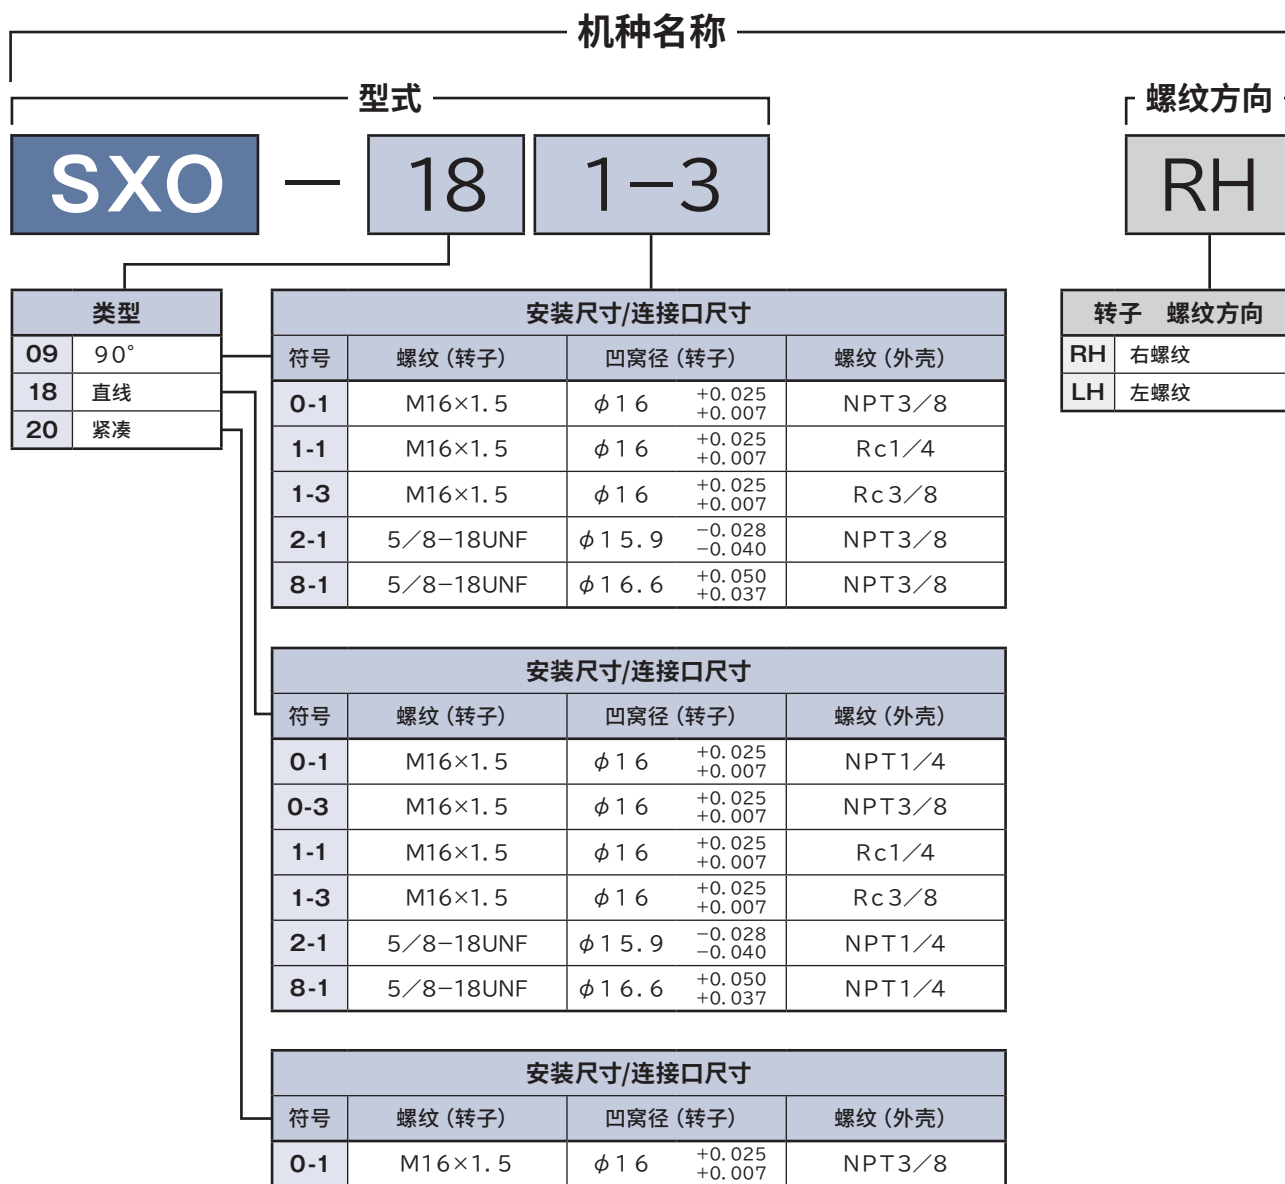 机种名称
型式
螺纹方向
SXO — 18 1-3 RH
类型
09 90°
18 直线
20 紧凑
安装尺寸/连接口尺寸
符号 螺纹（转子） 凹窝径（转子） 螺纹（外壳）
0-1 M16×1.5 φ16 +0.025 +0.007 NPT3/8
1-1 M16×1.5 φ16 +0.025 +0.007 Rc1/4
1-3 M16×1.5 φ16 +0.025 +0.007 Rc3/8
2-1 5/8-18UNF φ15.9 -0.028 -0.040 NPT3/8
8-1 5/8-18UNF φ16.6 +0.050 +0.037 NPT3/8
转子 螺纹方向
RH 右螺纹
LH 左螺纹
安装尺寸/连接口尺寸
符号 螺纹（转子） 凹窝径（转子） 螺纹（外壳）
0-1 M16×1.5 φ16 +0.025 +0.007 NPT1/4
0-3 M16×1.5 φ16 +0.025 +0.007 NPT3/8
1-1 M16×1.5 φ16 +0.025 +0.007 Rc1/4
1-3 M16×1.5 φ16 +0.025 +0.007 Rc3/8
2-1 5/8-18UNF φ15.9 -0.028 -0.040 NPT1/4
8-1 5/8-18UNF φ16.6 +0.050 +0.037 NPT1/4
安装尺寸/连接口尺寸
符号 螺纹（转子） 凹窝径（转子） 螺纹（外壳）
0-1 M16×1.5 φ16 +0.025 +0.007 NPT3/8